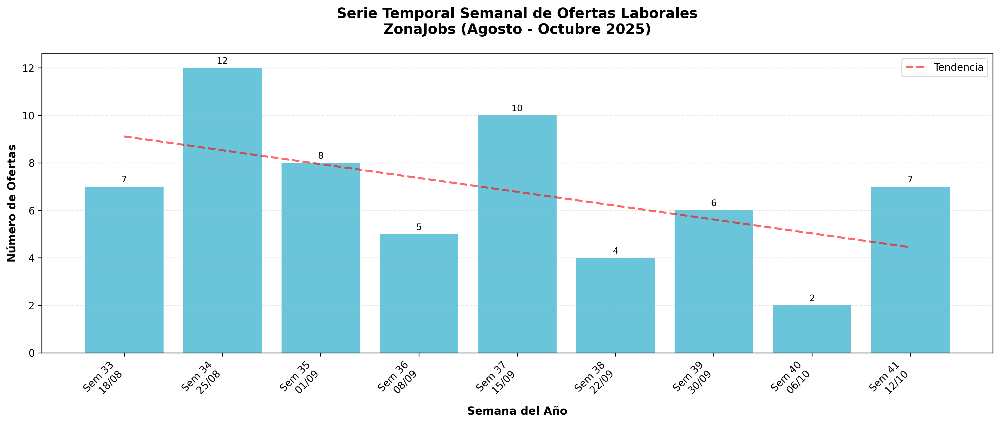 Serie Temporal Semanal de Ofertas Laborales
ZonaJobs (Agosto - Octubre 2025)
Tendencia
Número de Ofertas
12
10
8
6
4
2
0
7
12
8
5
10
4
6
2
7
Sem 33
18/08
Sem 34
25/08
Sem 35
01/09
Sem 36
08/09
Sem 37
15/09
Sem 38
22/09
Sem 39
30/09
Sem 40
06/10
Sem 41
12/10
Semana del Año